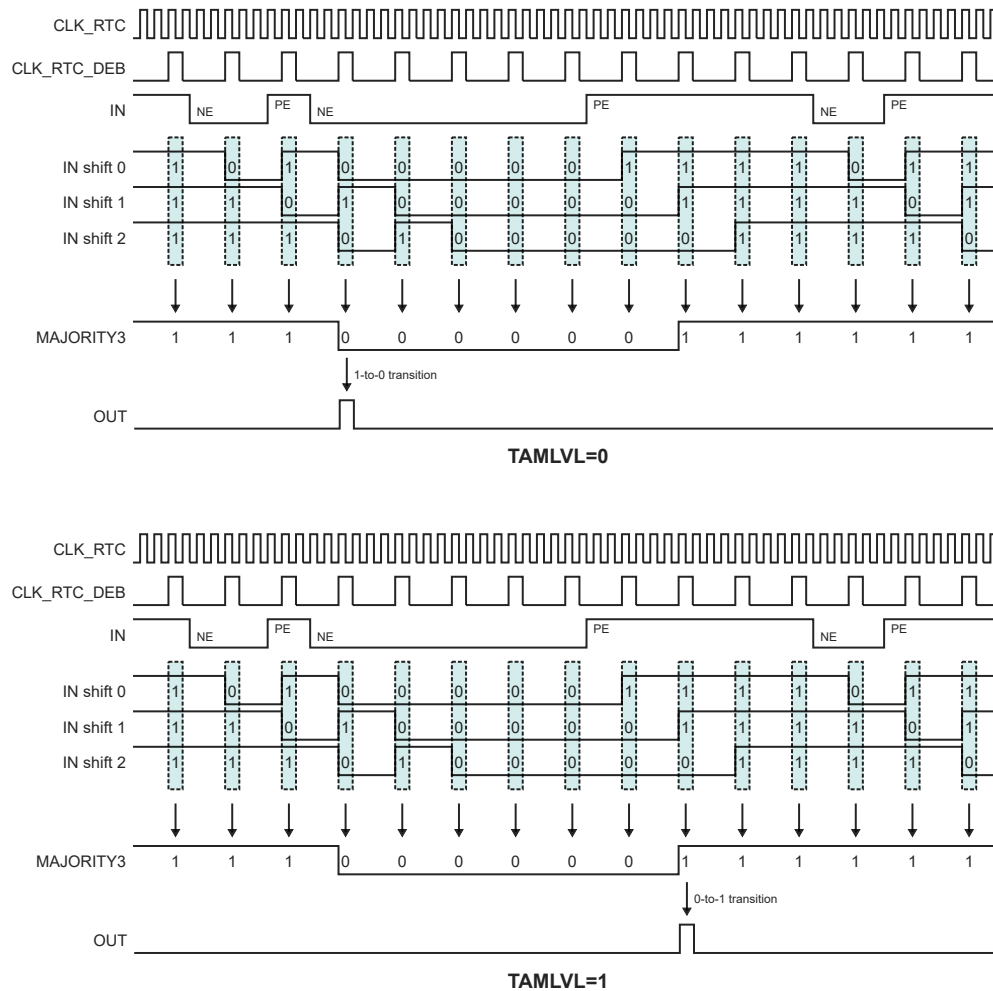 CLK_RTC
CLK_RTC_DEB
IN NE PE NE PE NE PE
IN shift 0 1 0 1 0 0 0 0 0 1 1 1 1 0 1 1
IN shift 1 1 1 0 1 0 0 0 0 0 1 1 1 1 0 1
IN shift 2 1 1 1 0 1 0 0 0 0 0 1 1 1 1 0
MAJORITY3 1 1 1 0 0 0 0 0 0 1 1 1 1 1 1
1-to-0 transition
OUT
TAMLVL=0
CLK_RTC
CLK_RTC_DEB
IN NE PE NE PE NE PE
IN shift 0 1 0 1 0 0 0 0 0 1 1 1 1 0 1 1
IN shift 1 1 1 0 1 0 0 0 0 0 1 1 1 1 0 1
IN shift 2 1 1 1 0 1 0 0 0 0 0 1 1 1 1 0
MAJORITY3 1 1 1 0 0 0 0 0 0 1 1 1 1 1 1
0-to-1 transition
OUT
TAMLVL=1